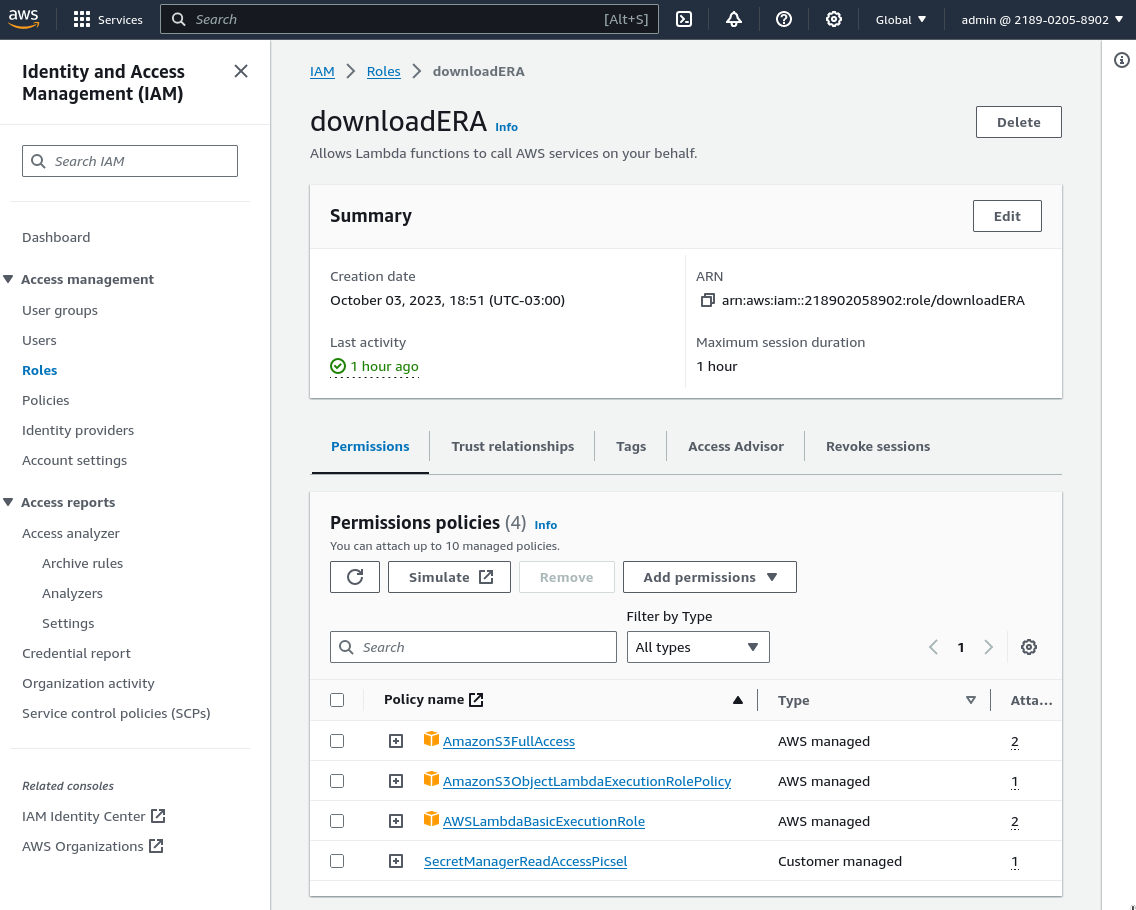 aws
Services
Search
[Alt+S]
Global
admin @ 2189-0205-8902
Identity and Access
Management (IAM)
Search IAM
Dashboard
Access management
User groups
Users
Roles
Policies
Identity providers
Account settings
Access reports
Access analyzer
Archive rules
Analyzers
Settings
Credential report
Organization activity
Service control policies (SCPs)
Related consoles
IAM Identity Center
AWS Organizations
IAM > Roles > downloadERA
downloadERA Info
Delete
Allows Lambda functions to call AWS services on your behalf.
Summary
Edit
Creation date
October 03, 2023, 18:51 (UTC-03:00)
ARN
arn:aws:iam::218902058902:role/downloadERA
Last activity
1 hour ago
Maximum session duration
1 hour
Permissions
Trust relationships
Tags
Access Advisor
Revoke sessions
Permissions policies (4) Info
You can attach up to 10 managed policies.
Simulate
Remove
Add permissions
Filter by Type
Search
All types
1
Policy name
Type
Atta...
AmazonS3FullAccess AWS managed 2
AmazonS3ObjectLambdaExecutionRolePolicy AWS managed 1
AWSLambdaBasicExecutionRole AWS managed 2
SecretManagerReadAccessPicsel Customer managed 1